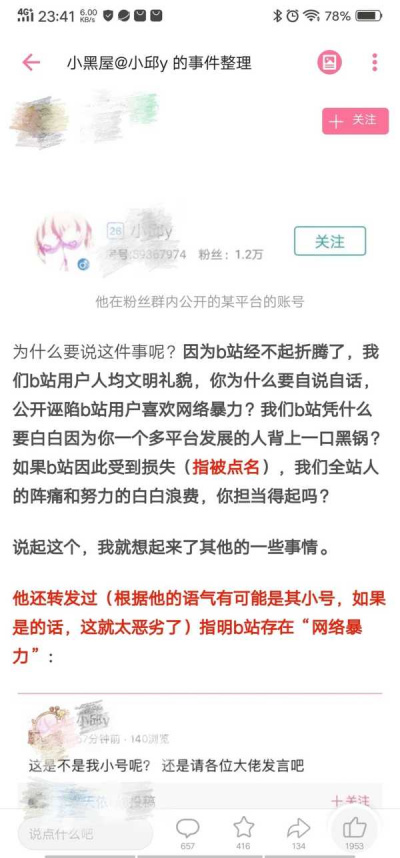 4G 23:41 6.00 KB/s 78%
小黑屋@小邱y 的事件整理
+ 关注
26 小邱y
关注
号:39367974 粉丝：1.2万
他在粉丝群内公开的某平台的账号
为什么要说这件事呢？因为b站经不起折腾了，我
们b站用户人均文明礼貌，你为什么要自说自话，
公开诬陷b站用户喜欢网络暴力？我们b站凭什么
要白白因为你一个多平台发展的人背上一口黑锅？
如果b站因此受到损失（指被点名），我们全站人
的阵痛和努力的白白浪费，你担当得起吗？
说起这个，我就想起来了其他的一些事情。
他还转发过（根据他的语气有可能是其小号，如果
是的话，这就太恶劣了）指明b站存在“网络暴
力”：
小邱y
7分钟前 · 140浏览
这是不是我小号呢？ 还是请各位大佬发言吧
投稿
+关注
说点什么吧
657
416
134
1953